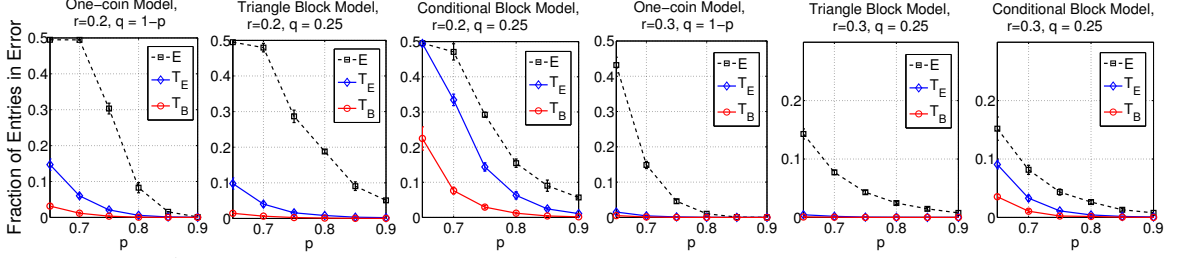 One-coin Model,
r=0.2, q = 1-p
Fraction of Entries in Error
0.5
0.4
0.3
0.2
0.1
0
0.7
0.8
0.9
p
E
T_E
T_B
Triangle Block Model,
r=0.2, q = 0.25
0.5
0.4
0.3
0.2
0.1
0
0.7
0.8
0.9
p
E
T_E
T_B
Conditional Block Model,
r=0.2, q = 0.25
0.5
0.4
0.3
0.2
0.1
0
0.7
0.8
0.9
p
E
T_E
T_B
One-coin Model,
r=0.3, q = 1-p
0.5
0.4
0.3
0.2
0.1
0
0.7
0.8
0.9
p
E
T_E
T_B
Triangle Block Model,
r=0.3, q = 0.25
0.2
0.1
0
0.7
0.8
0.9
p
E
T_E
T_B
Conditional Block Model,
r=0.3, q = 0.25
0.2
0.1
0
0.7
0.8
0.9
p
E
T_E
T_B